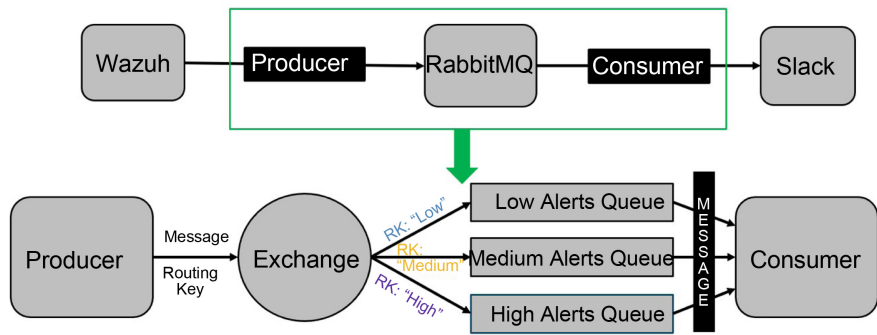 Wazuh
Producer
RabbitMQ
Consumer
Slack
Producer
Message
Routing
Key
Exchange
RK: “Low”
RK:
“Medium”
RK: “High”
Low Alerts Queue
Medium Alerts Queue
High Alerts Queue
MESSAGE
Consumer